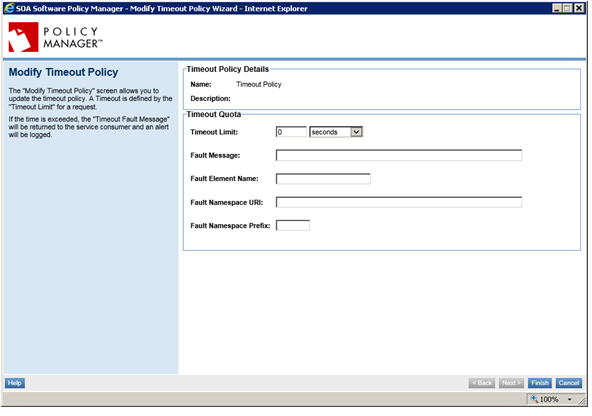 SOA Software Policy Manager - Modify Timeout Policy Wizard - Internet Explorer
POLICY
MANAGER™
Modify Timeout Policy
The "Modify Timeout Policy" screen allows you to
update the timeout policy. A Timeout is defined by the
"Timeout Limit" for a request.
If the time is exceeded, the "Timeout Fault Message"
will be returned to the service consumer and an alert
will be logged.
Timeout Policy Details
Name: Timeout Policy
Description:
Timeout Quota
Timeout Limit: 0 seconds
Fault Message:
Fault Element Name:
Fault Namespace URI:
Fault Namespace Prefix:
Help
< Back Next > Finish Cancel
100%